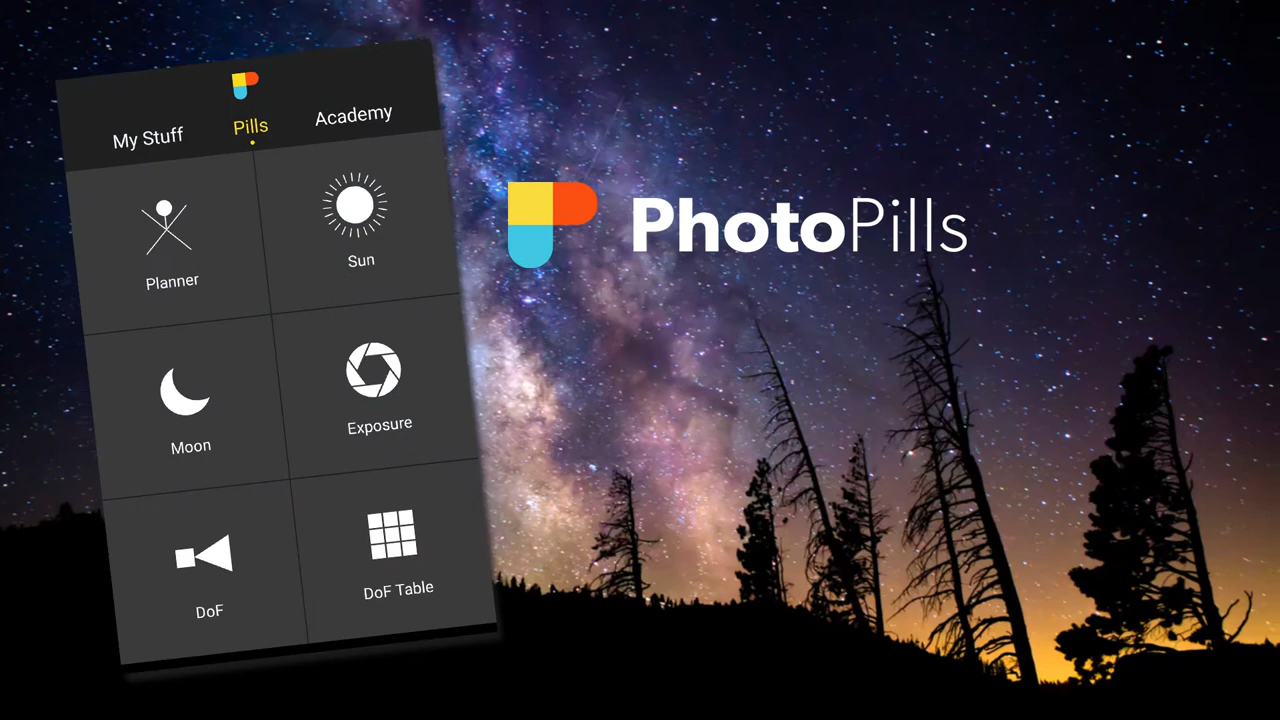 My Stuff
Pills
Academy
Planner
Sun
Moon
Exposure
DoF
DoF Table
PhotoPills